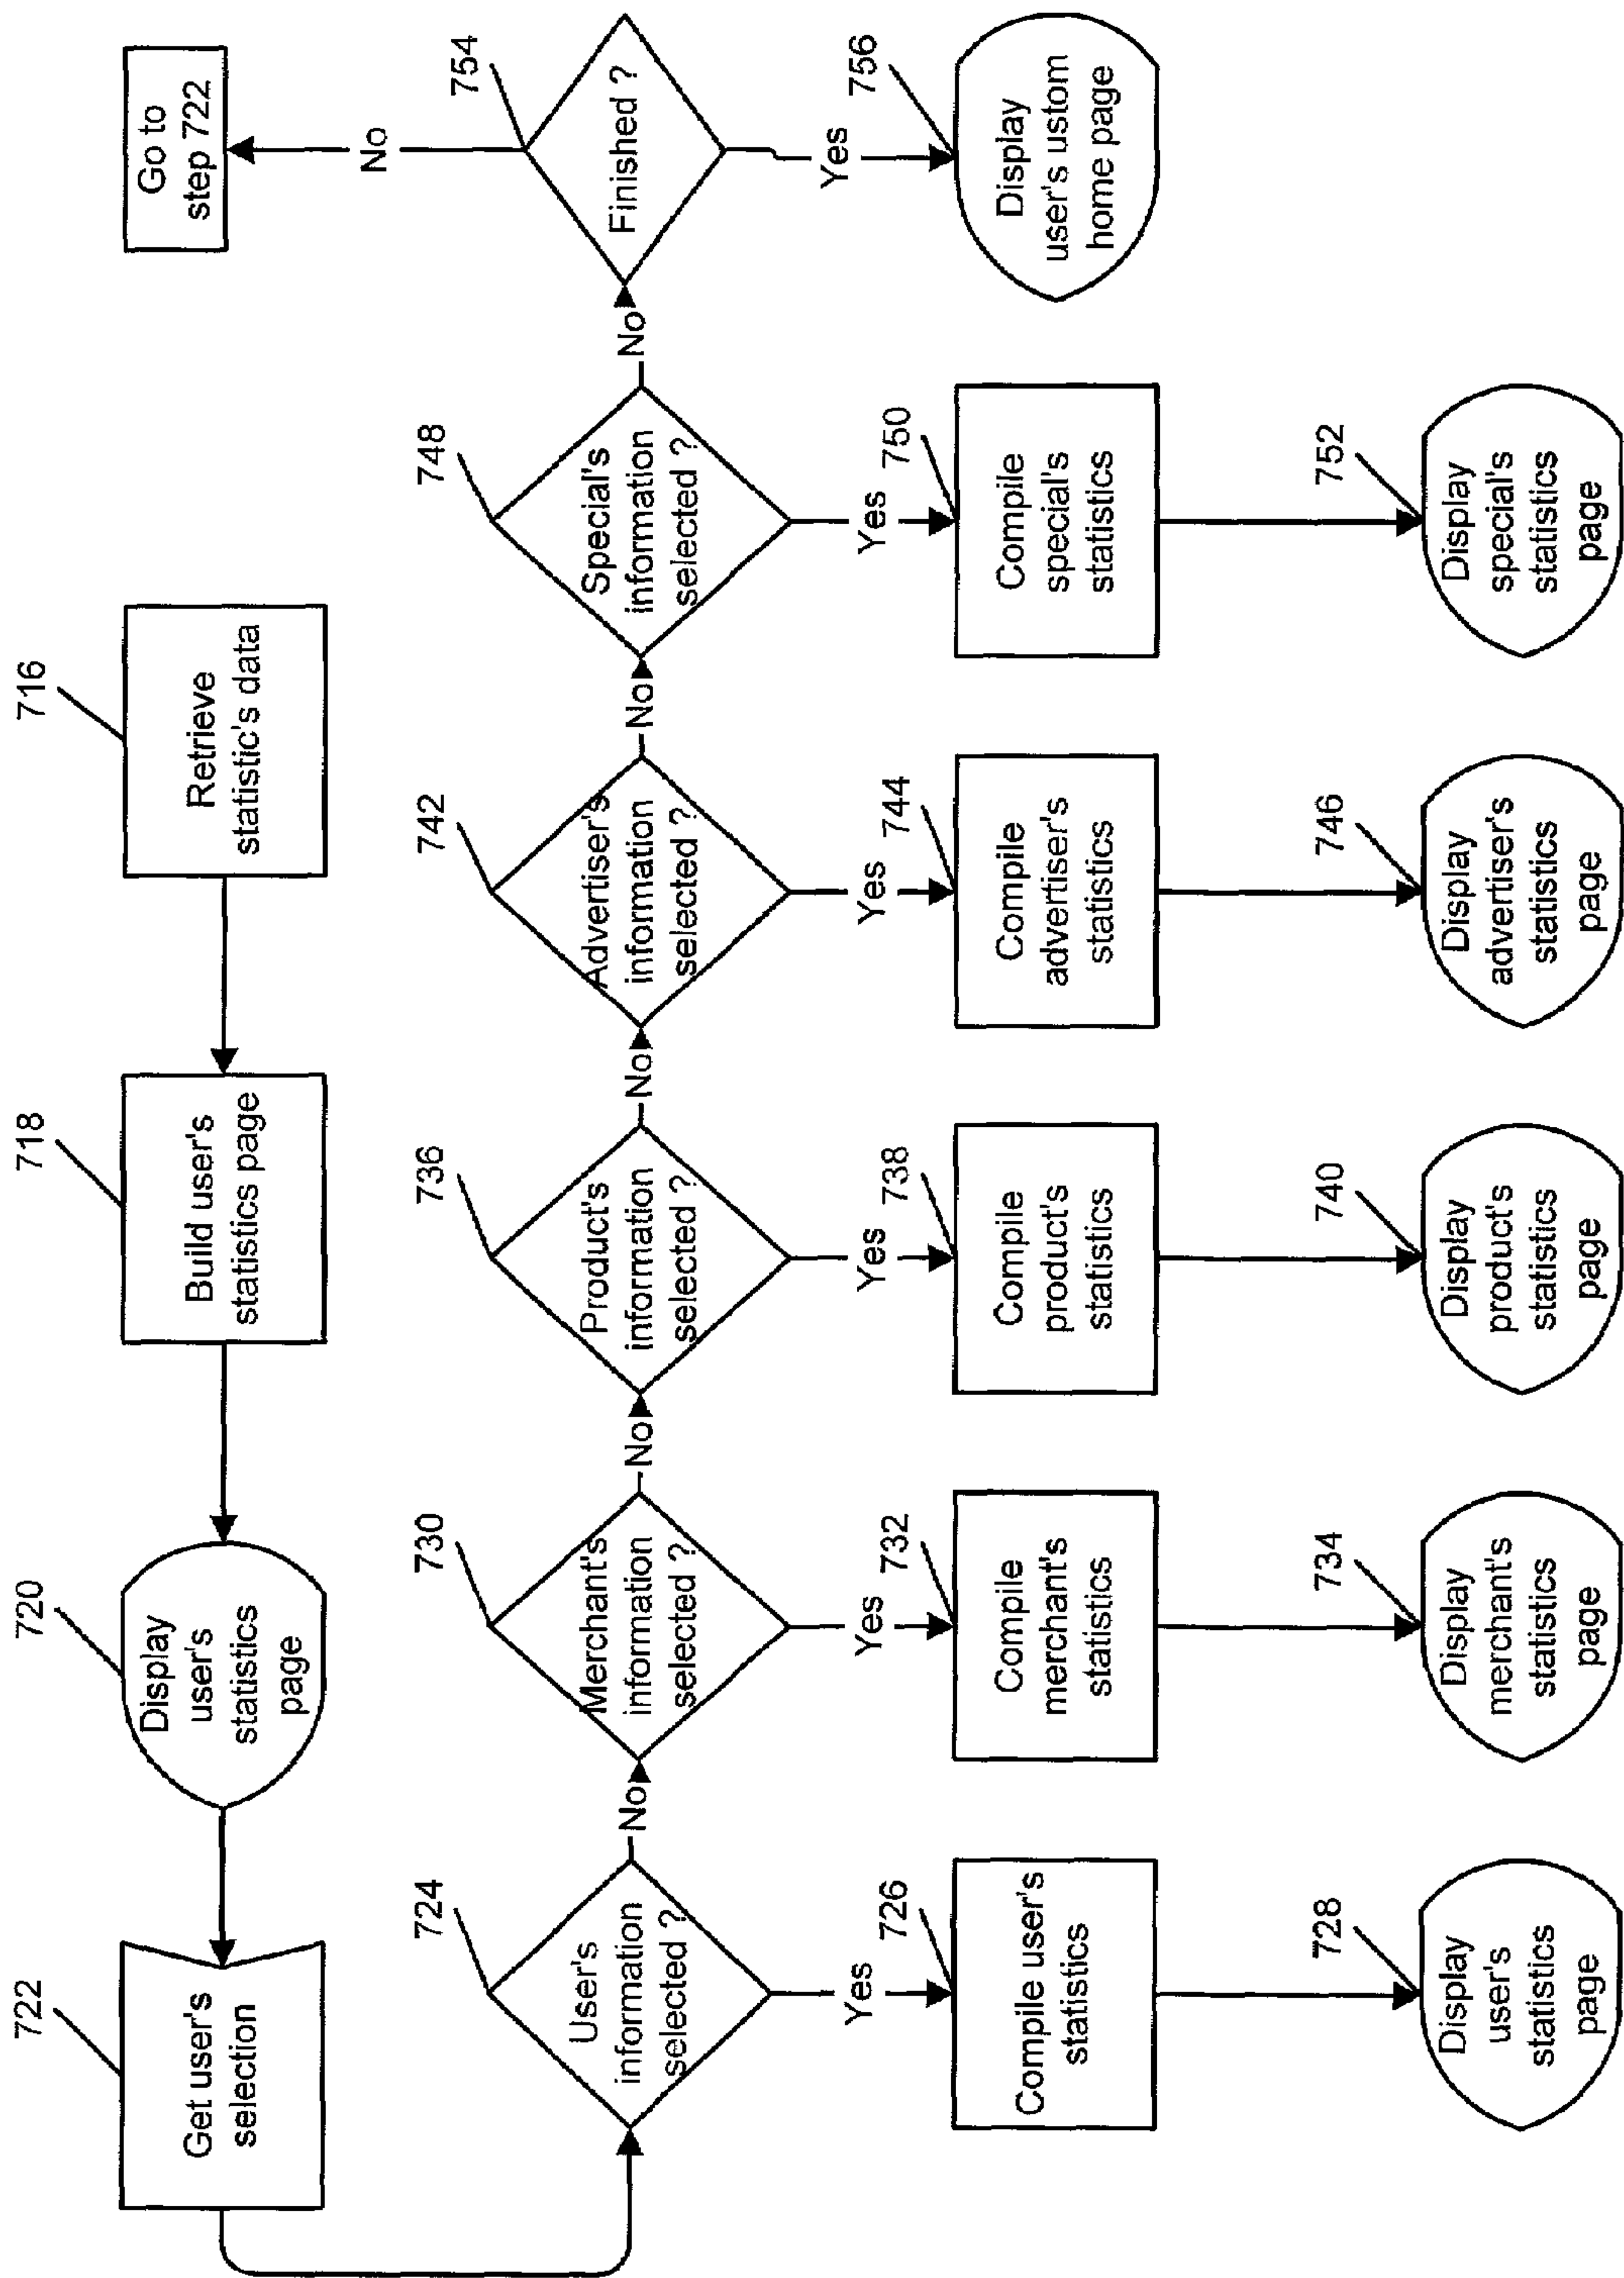 716
Retrieve
statistic's data
718
Build user's
statistics page
720
Display
user's
statistics
page
722
Get user's
selection
724
User's
information
selected ?
No
Yes
726
Compile user's
statistics
728
Display
user's
statistics
page
730
Merchant's
information
selected ?
No
Yes
732
Compile
merchant's
statistics
734
Display
merchant's
statistics
page
736
Product's
information
selected ?
No
Yes
738
Compile
product's
statistics
740
Display
product's
statistics
page
742
Advertiser's
information
selected ?
No
Yes
744
Compile
advertiser's
statistics
746
Display
advertiser's
statistics
page
748
Special's
information
selected ?
No
Yes
750
Compile
special's
statistics
752
Display
special's
statistics
page
754
Finished ?
No
Go to
step 722
Yes
756
Display
user's ustom
home page